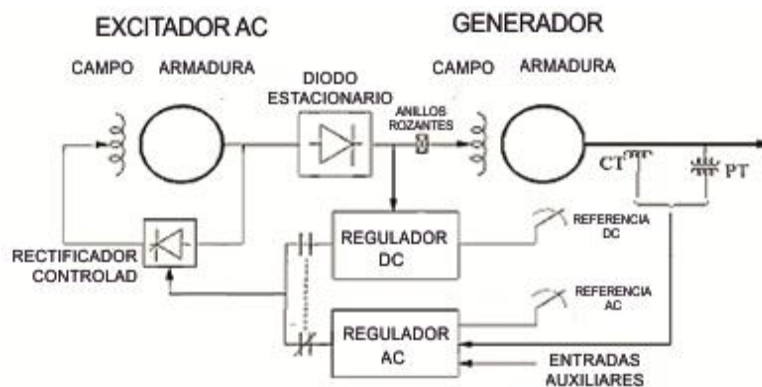 EXCITADOR AC
GENERADOR
CAMPO
ARMADURA
DIODO
ESTACIONARIO
ANILLOS
ROZANTES
CAMPO
ARMADURA
CT
PT
RECTIFICADOR
CONTROLAD
REGULADOR
DC
REFERENCIA
DC
REGULADOR
AC
REFERENCIA
AC
ENTRADAS
AUXILIARES